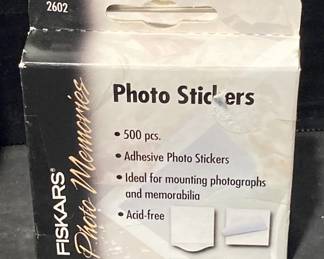 2602
Photo Stickers
• 500 pcs.
• Adhesive Photo Stickers
• Ideal for mounting photographs
and memorabilia
• Acid-free
FISKARS®
Photo Memories